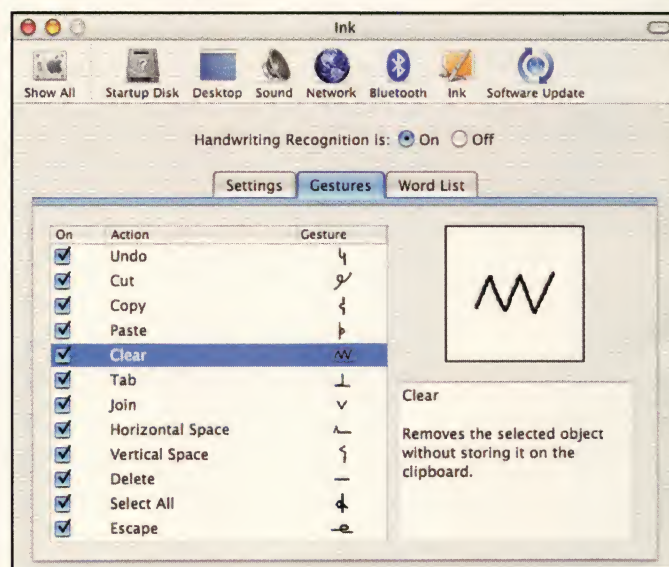 Ink
Show All Startup Disk Desktop Sound Network Bluetooth Ink Software Update
Handwriting Recognition is: On Off
Settings Gestures Word List
On Action Gesture
Undo
Cut
Copy
Paste
Clear
Tab
Join
Horizontal Space
Vertical Space
Delete
Select All
Escape
Clear
Removes the selected object
without storing it on the
clipboard.